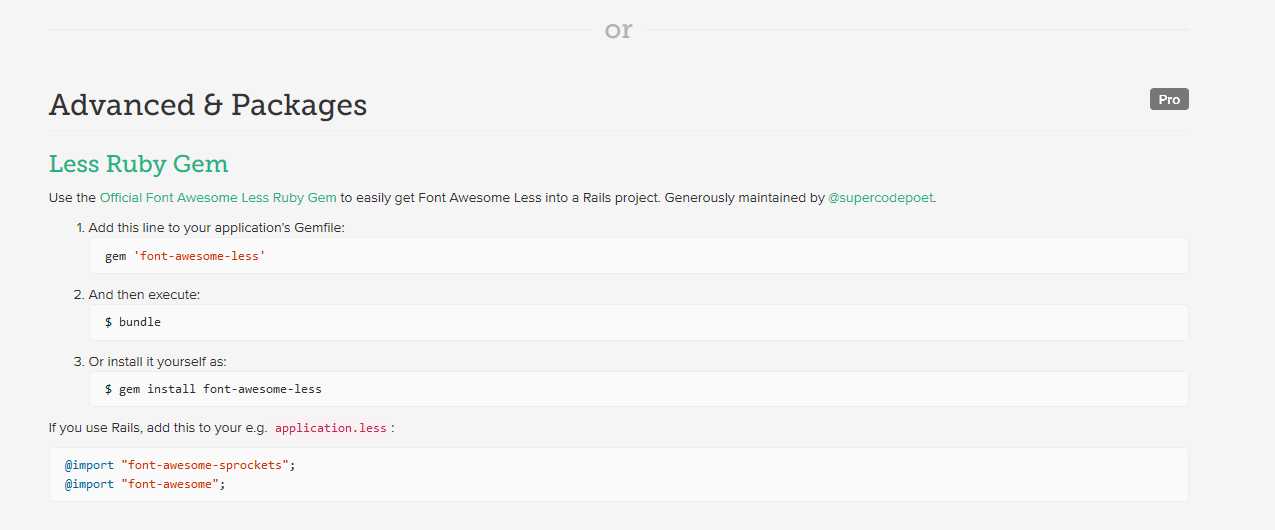 or
Advanced & Packages
Pro
Less Ruby Gem
Use the Official Font Awesome Less Ruby Gem to easily get Font Awesome Less into a Rails project. Generously maintained by @supercodepoet.
1. Add this line to your application's Gemfile:
gem 'font-awesome-less'
2. And then execute:
$ bundle
3. Or install it yourself as:
$ gem install font-awesome-less
If you use Rails, add this to your e.g. application.less :
@import "font-awesome-sprockets";
@import "font-awesome";